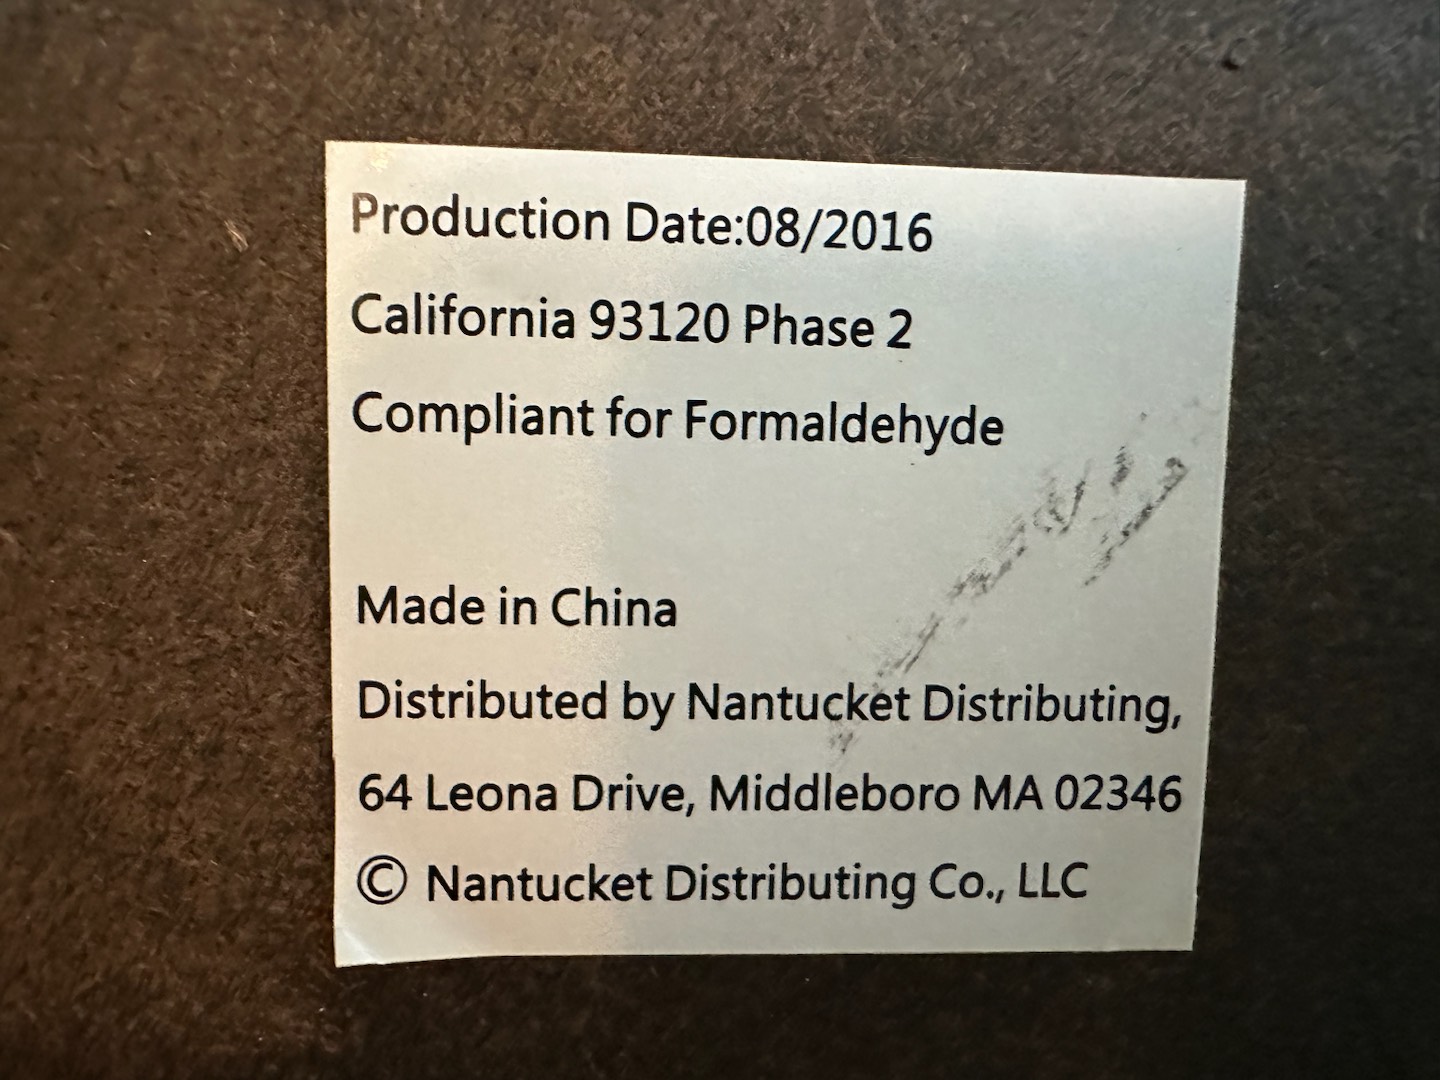 Production Date:08/2016
California 93120 Phase 2
Compliant for Formaldehyde
Made in China
Distributed by Nantucket Distributing,
64 Leona Drive, Middleboro MA 02346
© Nantucket Distributing Co., LLC